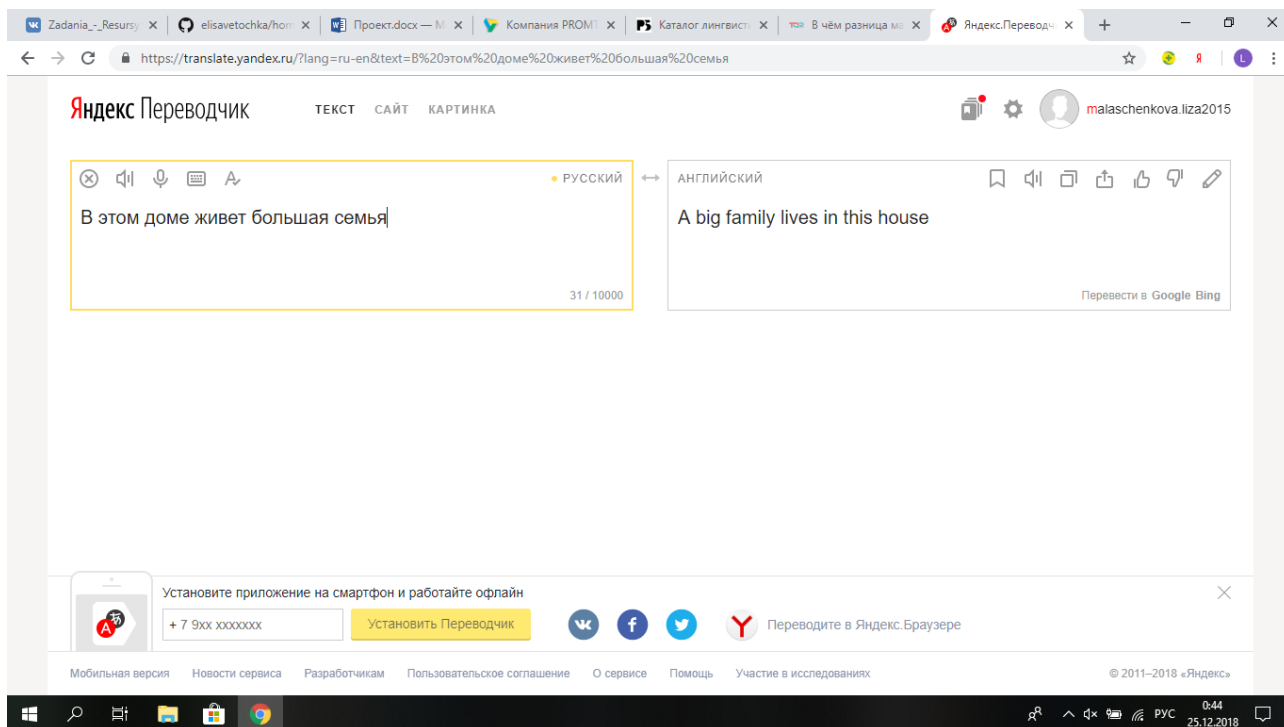 Zadania_-_Resursy
elisavetochka/hom
Проект.docx — M
Компания PROMT
Каталог лингвист
В чём разница ма
Яндекс.Переводч
https://translate.yandex.ru/?lang=ru-en&text=В%20этом%20доме%20живет%20большая%20семья
Яндекс Переводчик
ТЕКСТ САЙТ КАРТИНКА
malaschenkova.liza2015
РУССКИЙ
АНГЛИЙСКИЙ
В этом доме живет большая семья
A big family lives in this house
31 / 10000
Перевести в Google Bing
Установите приложение на смартфон и работайте офлайн
+ 7 9xx xxxxxxx
Установить Переводчик
Переводите в Яндекс.Браузере
Мобильная версия Новости сервиса Разработчикам Пользовательское соглашение О сервисе Помощь Участие в исследованиях © 2011–2018 «Яндекс»
РУС
0:44
25.12.2018